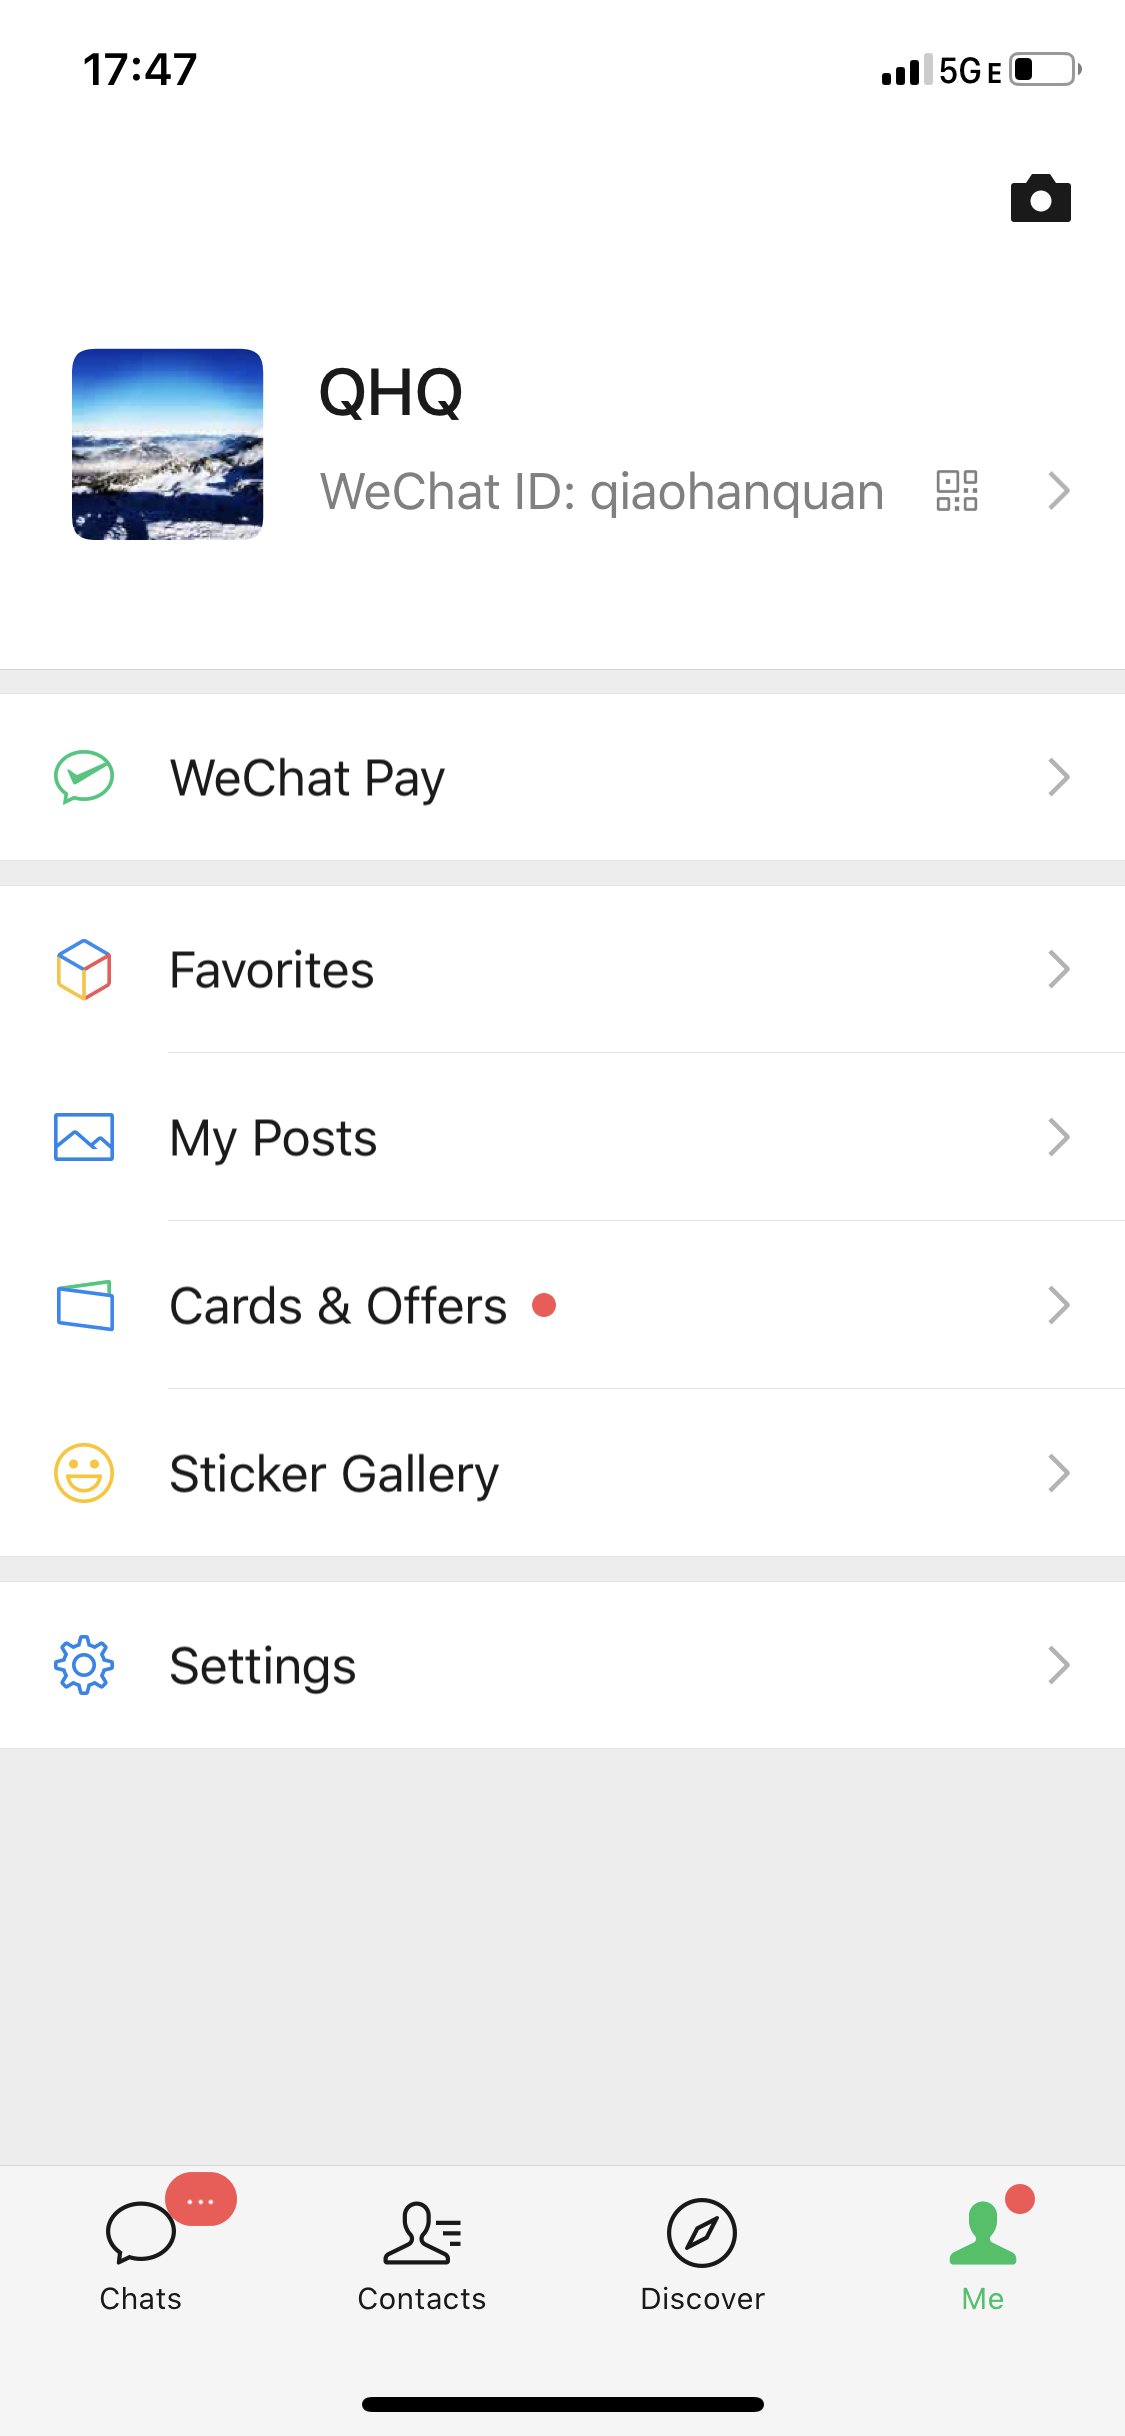 17:47
5G E
QHQ
WeChat ID: qiaohanquan
WeChat Pay
Favorites
My Posts
Cards & Offers
Sticker Gallery
Settings
...
Chats
Contacts
Discover
Me